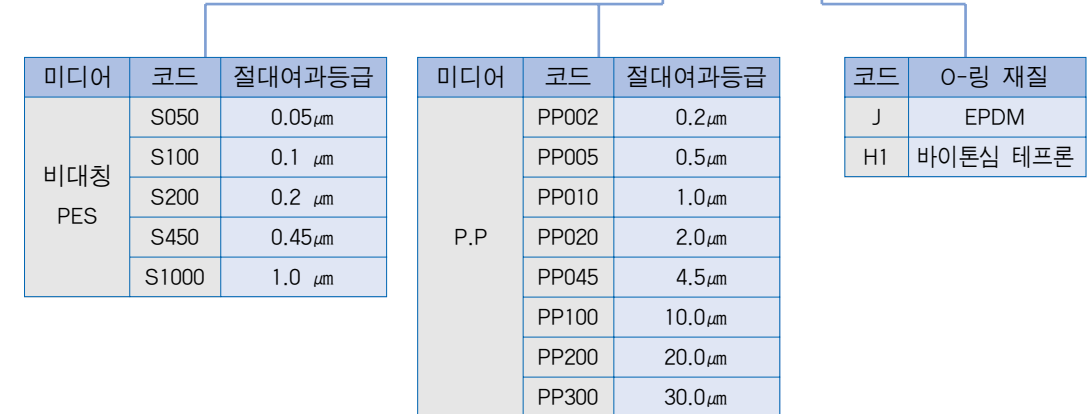 미디어 코드 절대여과등급
비대칭
PES
S050 0.05㎛
S100 0.1 ㎛
S200 0.2 ㎛
S450 0.45㎛
S1000 1.0 ㎛
미디어 코드 절대여과등급
P.P
PP002 0.2㎛
PP005 0.5㎛
PP010 1.0㎛
PP020 2.0㎛
PP045 4.5㎛
PP100 10.0㎛
PP200 20.0㎛
PP300 30.0㎛
코드 O-링 재질
J EPDM
H1 바이톤심 테프론